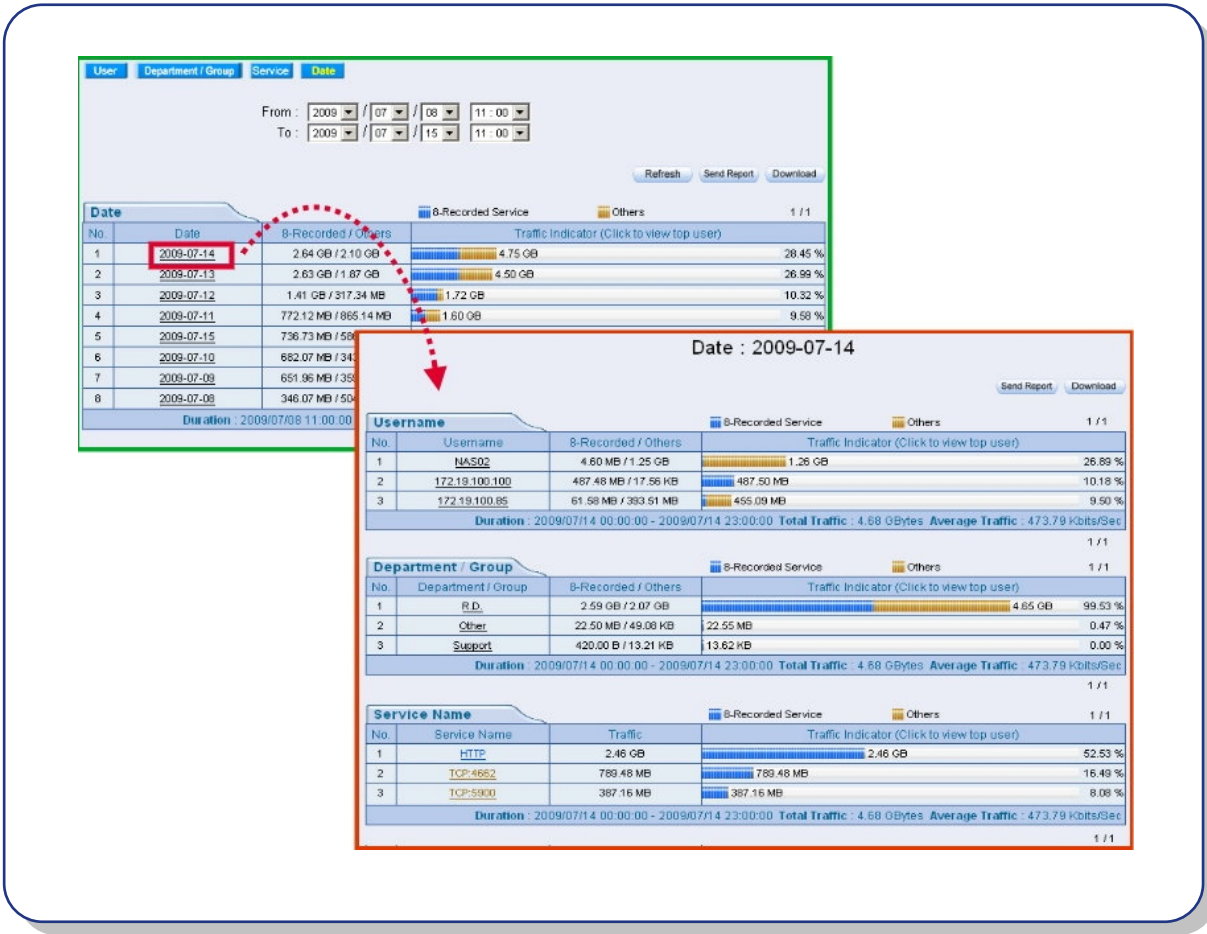 User Department / Group Service Date
From : 2009 / 07 / 08 11 : 00
To : 2009 / 07 / 15 11 : 00
Refresh Send Report Download
Date 8-Recorded Service Others 1 / 1
No. Date 8-Recorded / Others Traffic Indicator (Click to view top user)
1 2009-07-14 2.64 GB / 2.10 GB 4.75 GB 28.45 %
2 2009-07-13 2.63 GB / 1.87 GB 4.50 GB 26.99 %
3 2009-07-12 1.41 GB / 317.34 MB 1.72 GB 10.32 %
4 2009-07-11 772.12 MB / 865.14 MB 1.60 GB 9.58 %
5 2009-07-15 736.73 MB /
6 2009-07-10 682.07 MB /
7 2009-07-09 651.96 MB /
8 2009-07-08 346.07 MB /
Duration : 2009/07/08 11:00:00
Date : 2009-07-14
Send Report Download
Username 8-Recorded Service Others 1 / 1
No. Username 8-Recorded / Others Traffic Indicator (Click to view top user)
1 NAS02 4.60 MB / 1.25 GB 1.26 GB 26.89 %
2 172.19.100.100 487.48 MB / 17.56 KB 487.50 MB 10.18 %
3 172.19.100.85 61.58 MB / 393.51 MB 455.09 MB 9.50 %
Duration : 2009/07/14 00:00:00 - 2009/07/14 23:00:00 Total Traffic : 4.68 GBytes Average Traffic : 473.79 Kbits/Sec
1 / 1
Department / Group 8-Recorded Service Others 1 / 1
No. Department / Group 8-Recorded / Others Traffic Indicator (Click to view top user)
1 R.D. 2.59 GB / 2.07 GB 4.65 GB 99.53 %
2 Other 22.50 MB / 49.08 KB 22.55 MB 0.47 %
3 Support 420.00 B / 13.21 KB 13.62 KB 0.00 %
Duration : 2009/07/14 00:00:00 - 2009/07/14 23:00:00 Total Traffic : 4.68 GBytes Average Traffic : 473.79 Kbits/Sec
1 / 1
Service Name 8-Recorded Service Others 1 / 1
No. Service Name Traffic Traffic Indicator (Click to view top user)
1 HTTP 2.46 GB 2.46 GB 52.53 %
2 TCP:4662 789.48 MB 789.48 MB 16.49 %
3 TCP:5900 387.16 MB 387.16 MB 8.08 %
Duration : 2009/07/14 00:00:00 - 2009/07/14 23:00:00 Total Traffic : 4.68 GBytes Average Traffic : 473.79 Kbits/Sec
1 / 1